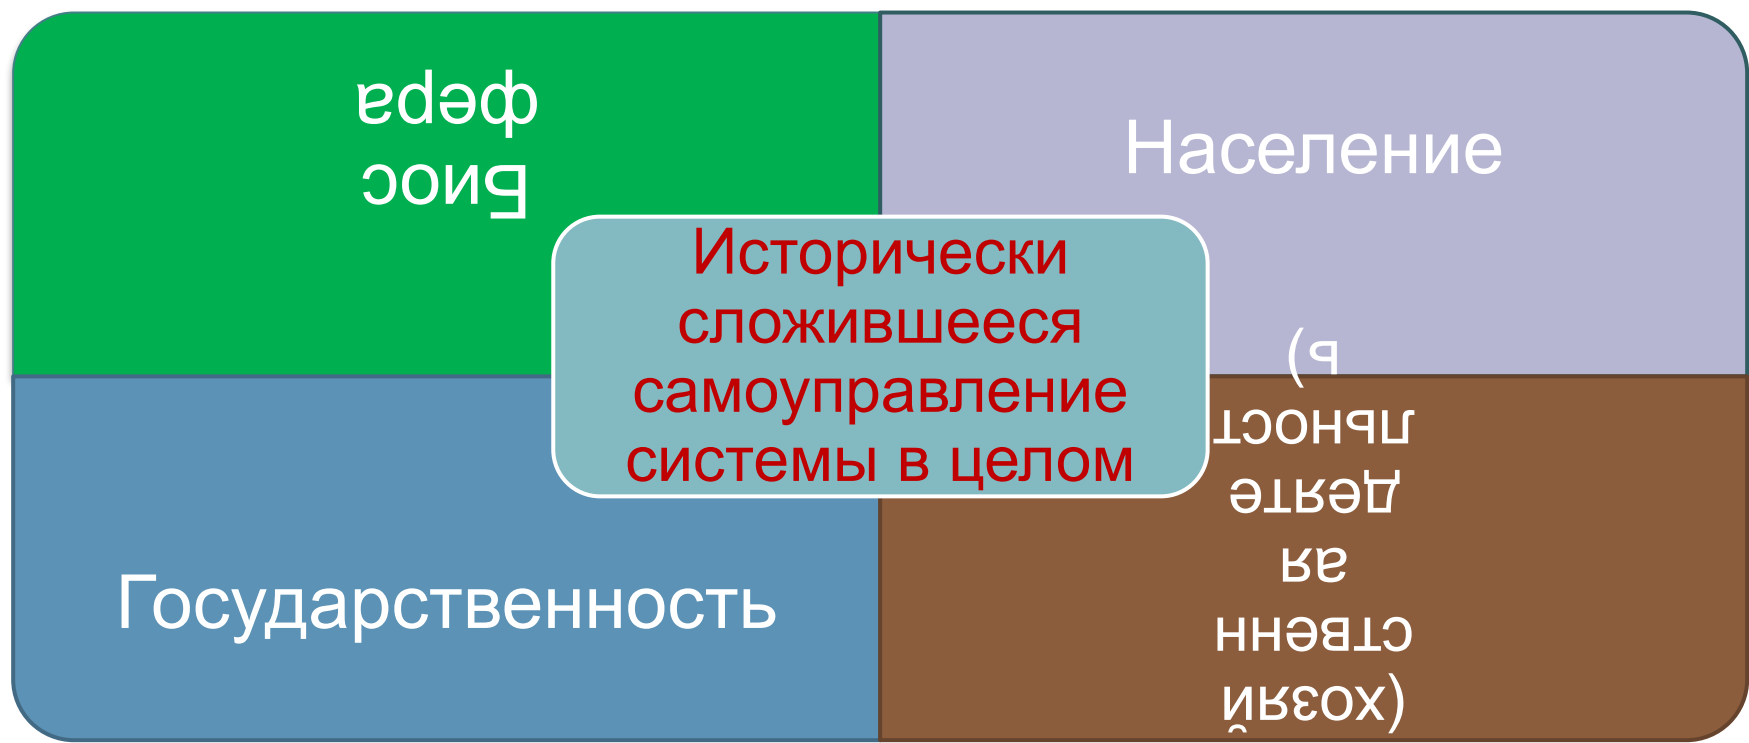 Биос
фера
Население
Исторически
сложившееся
самоуправление
системы в целом
Государственность
(хозяй
ственн
ая
деяте
льност
ь)